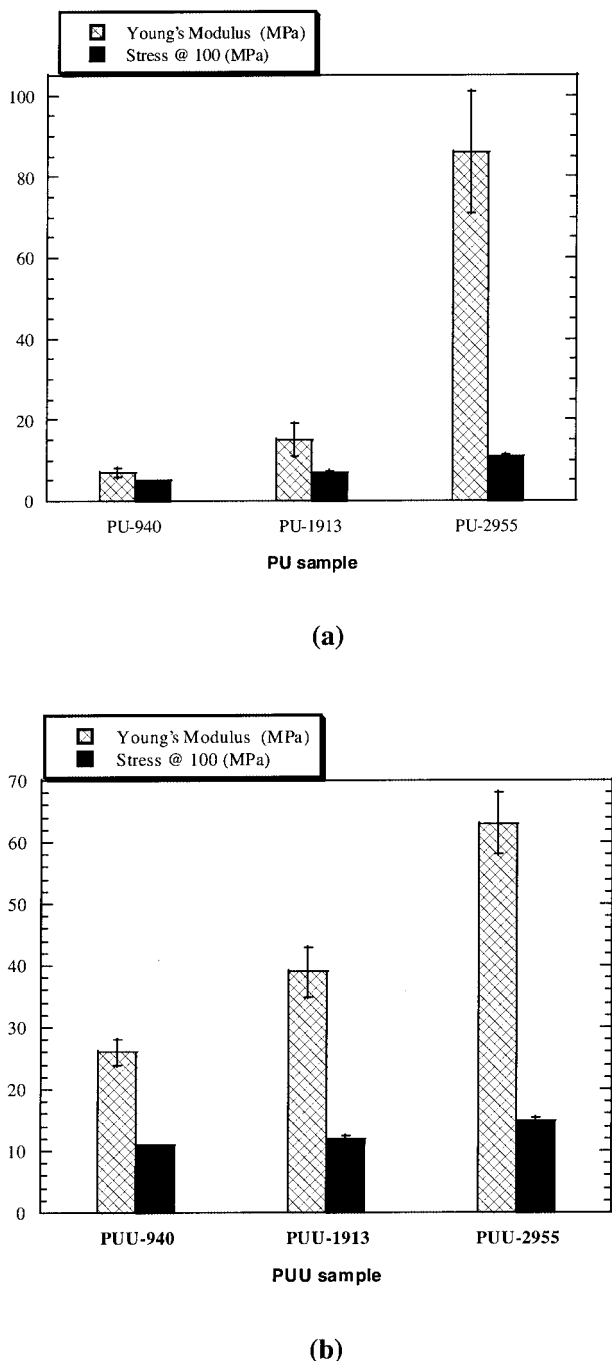 Young's Modulus (MPa)
Stress @ 100 (MPa)
100
80
60
40
20
0
PU-940 PU-1913 PU-2955
PU sample
(a)
Young's Modulus (MPa)
Stress @ 100 (MPa)
70
60
50
40
30
20
10
0
PUU-940 PUU-1913 PUU-2955
PUU sample
(b)